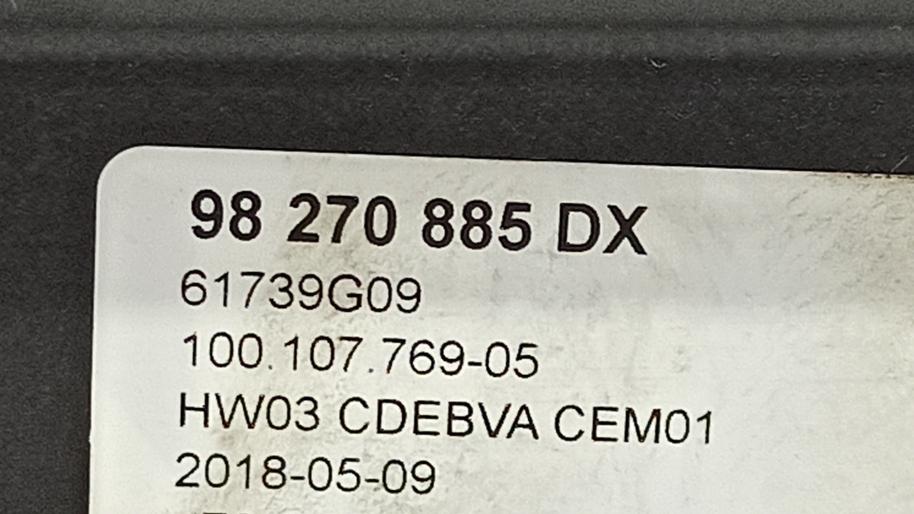 98 270 885 DX
61739G09
100.107.769-05
HW03 CDEBVA CEM01
2018-05-09